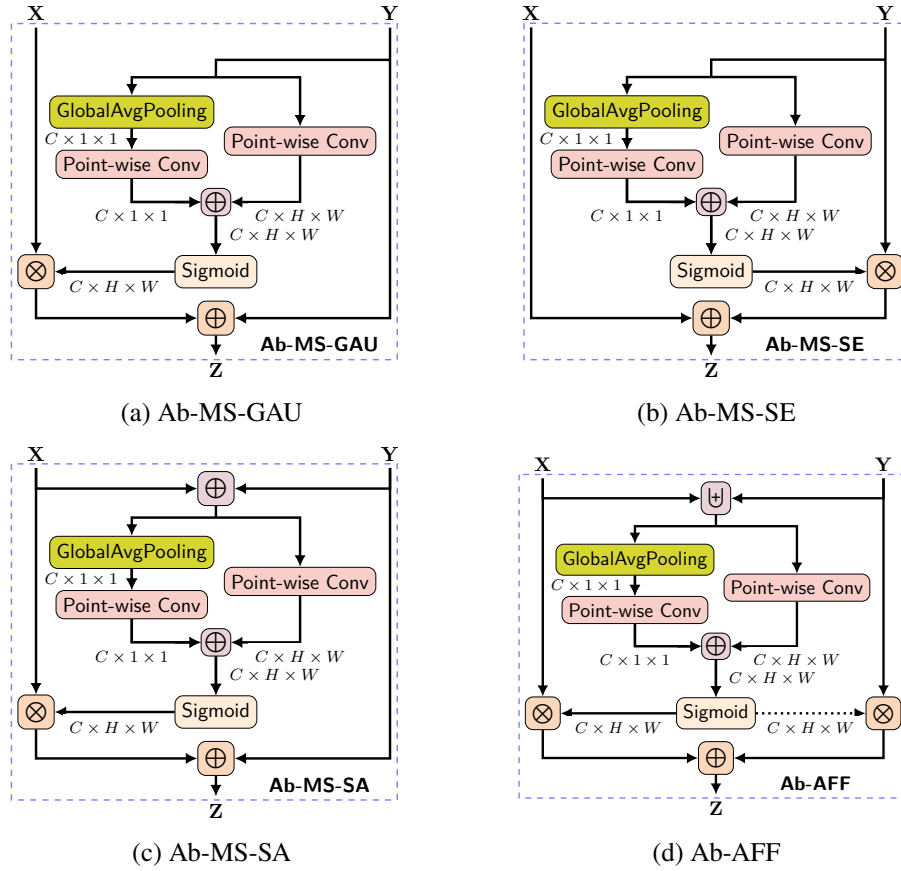 X Y
GlobalAvgPooling
C × 1 × 1
Point-wise Conv
Point-wise Conv
⊕
C × 1 × 1
C × H × W
C × H × W
⊗
Sigmoid
C × H × W
⊕
Ab-MS-GAU
Z
(a) Ab-MS-GAU
X Y
GlobalAvgPooling
C × 1 × 1
Point-wise Conv
Point-wise Conv
⊕
C × 1 × 1
C × H × W
C × H × W
Sigmoid
⊗
C × H × W
⊕
Ab-MS-SE
Z
(b) Ab-MS-SE
X Y
⊕
GlobalAvgPooling
C × 1 × 1
Point-wise Conv
Point-wise Conv
⊕
C × 1 × 1
C × H × W
C × H × W
⊗
Sigmoid
C × H × W
⊕
Ab-MS-SA
Z
(c) Ab-MS-SA
X Y
⊎
GlobalAvgPooling
C × 1 × 1
Point-wise Conv
Point-wise Conv
⊕
C × 1 × 1
C × H × W
C × H × W
⊗
Sigmoid
⊗
C × H × W
C × H × W
⊕
Ab-AFF
Z
(d) Ab-AFF